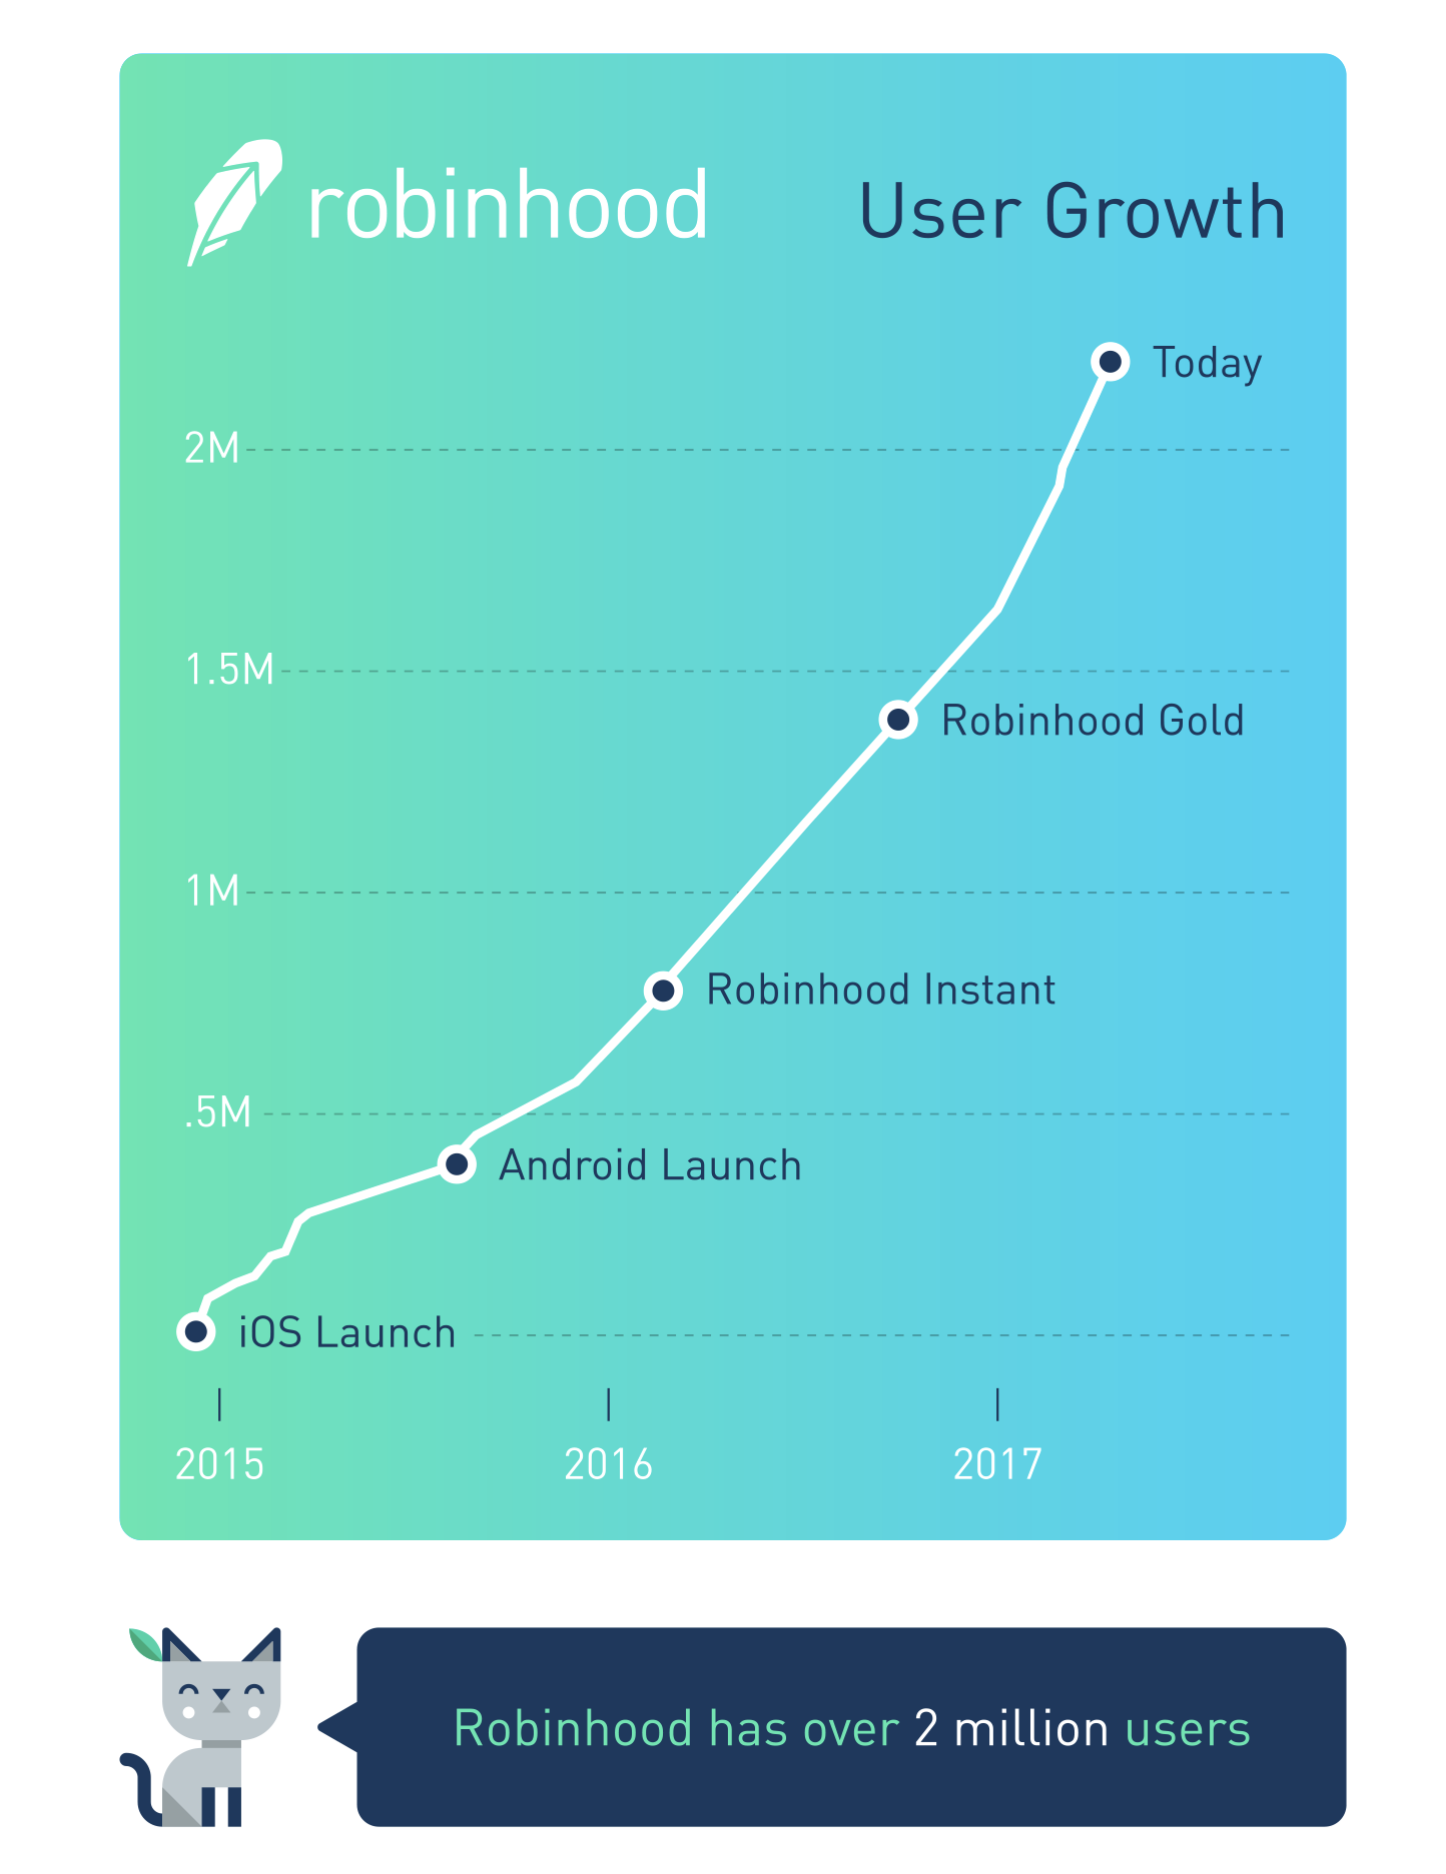 robinhood
User Growth
Today
2M
1.5M
Robinhood Gold
1M
Robinhood Instant
.5M
Android Launch
iOS Launch
2015
2016
2017
Robinhood has over 2 million users